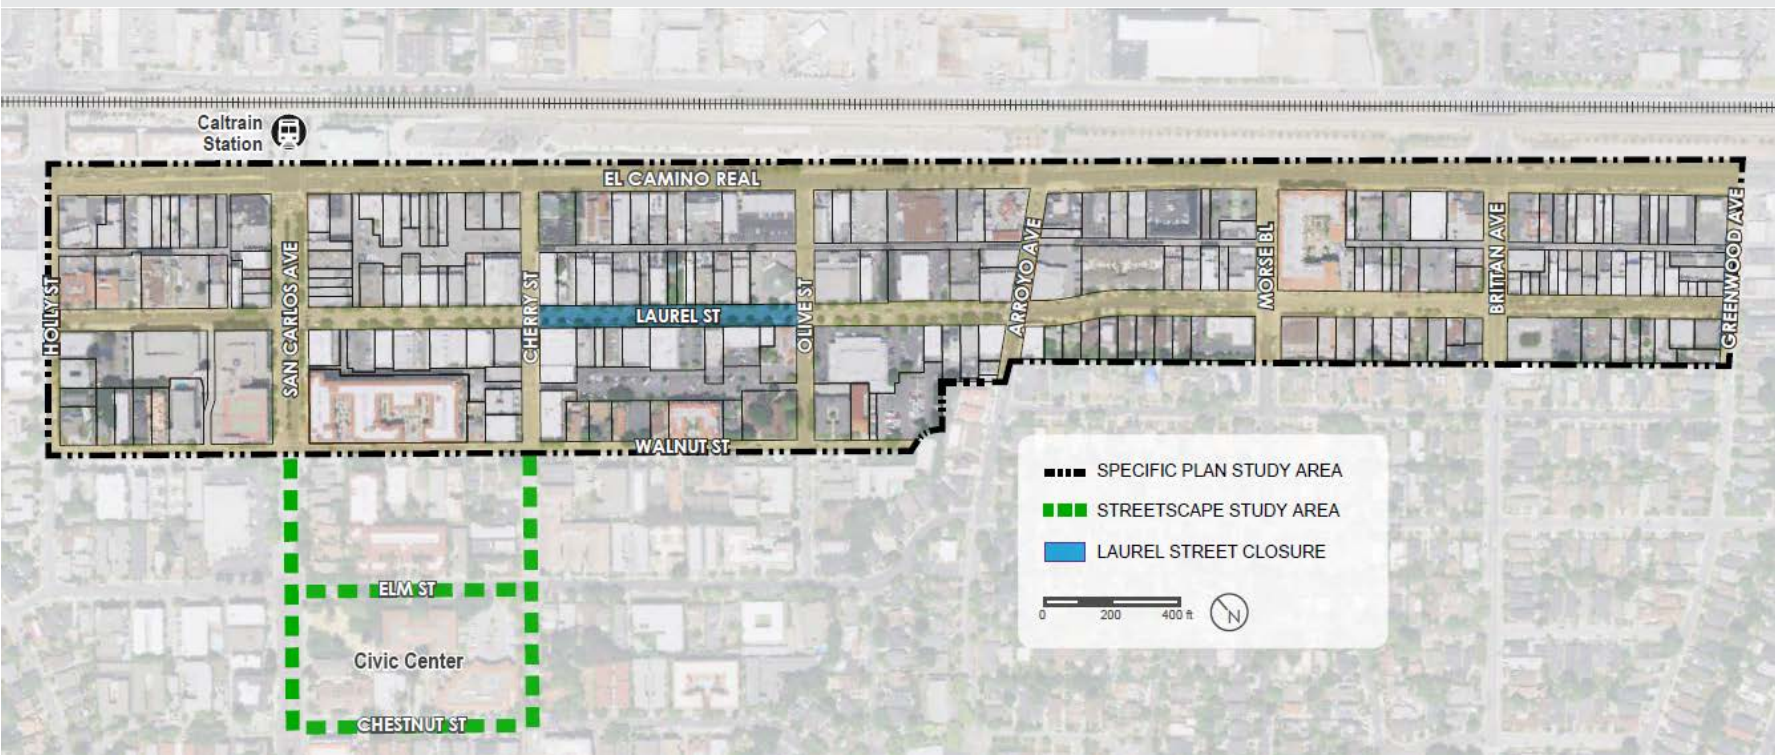 Caltrain
Station
EL CAMINO REAL
HOLLY ST
SAN CARLOS AVE
CHERRY ST
LAUREL ST
OLIVE ST
ARROYO AVE
MORSE BL
BRITTAN AVE
GREENWOOD AVE
WALNUT ST
ELM ST
Civic Center
CHESTNUT ST
SPECIFIC PLAN STUDY AREA
STREETSCAPE STUDY AREA
LAUREL STREET CLOSURE
0 200 400 ft
N